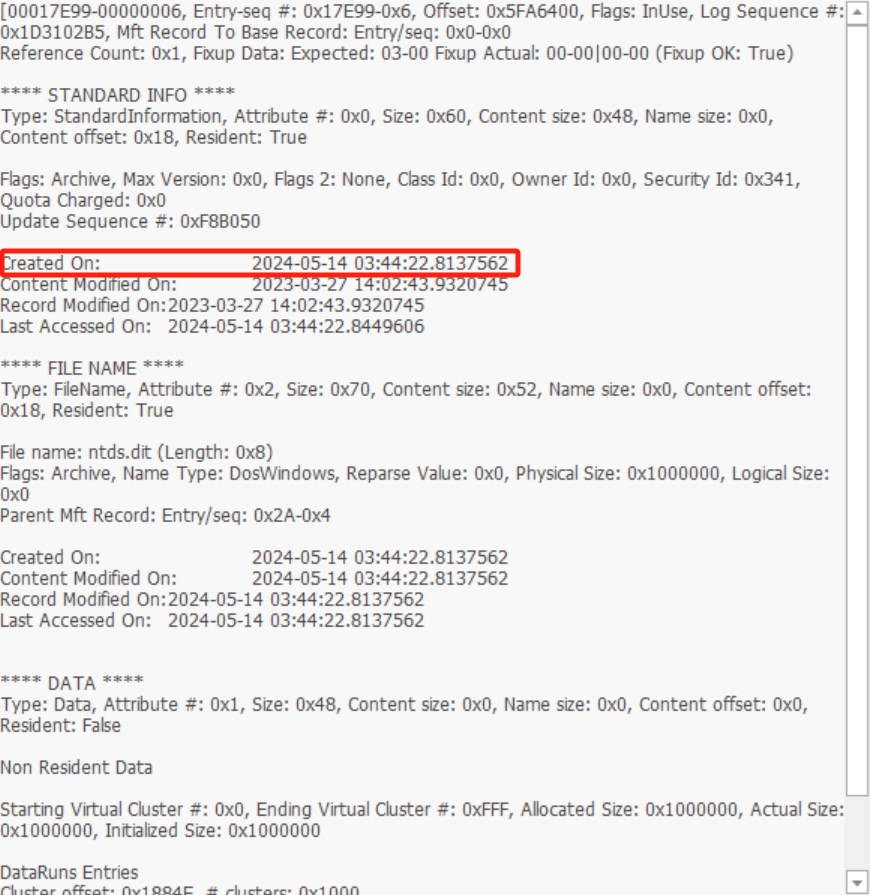 [00017E99-00000006, Entry-seq #: 0x17E99-0x6, Offset: 0x5FA6400, Flags: InUse, Log Sequence #:
0x1D3102B5, Mft Record To Base Record: Entry/seq: 0x0-0x0
Reference Count: 0x1, Fixup Data: Expected: 03-00 Fixup Actual: 00-00|00-00 (Fixup OK: True)
**** STANDARD INFO ****
Type: StandardInformation, Attribute #: 0x0, Size: 0x60, Content size: 0x48, Name size: 0x0,
Content offset: 0x18, Resident: True
Flags: Archive, Max Version: 0x0, Flags 2: None, Class Id: 0x0, Owner Id: 0x0, Security Id: 0x341,
Quota Charged: 0x0
Update Sequence #: 0xF8B050
Created On: 2024-05-14 03:44:22.8137562
Content Modified On: 2023-03-27 14:02:43.9320745
Record Modified On:2023-03-27 14:02:43.9320745
Last Accessed On: 2024-05-14 03:44:22.8449606
**** FILE NAME ****
Type: FileName, Attribute #: 0x2, Size: 0x70, Content size: 0x52, Name size: 0x0, Content offset:
0x18, Resident: True
File name: ntds.dit (Length: 0x8)
Flags: Archive, Name Type: DosWindows, Reparse Value: 0x0, Physical Size: 0x1000000, Logical Size:
0x0
Parent Mft Record: Entry/seq: 0x2A-0x4
Created On: 2024-05-14 03:44:22.8137562
Content Modified On: 2024-05-14 03:44:22.8137562
Record Modified On:2024-05-14 03:44:22.8137562
Last Accessed On: 2024-05-14 03:44:22.8137562
**** DATA ****
Type: Data, Attribute #: 0x1, Size: 0x48, Content size: 0x0, Name size: 0x0, Content offset: 0x0,
Resident: False
Non Resident Data
Starting Virtual Cluster #: 0x0, Ending Virtual Cluster #: 0xFFF, Allocated Size: 0x1000000, Actual Size:
0x1000000, Initialized Size: 0x1000000
DataRuns Entries
Cluster offset: 0x1884E, # clusters: 0x1000